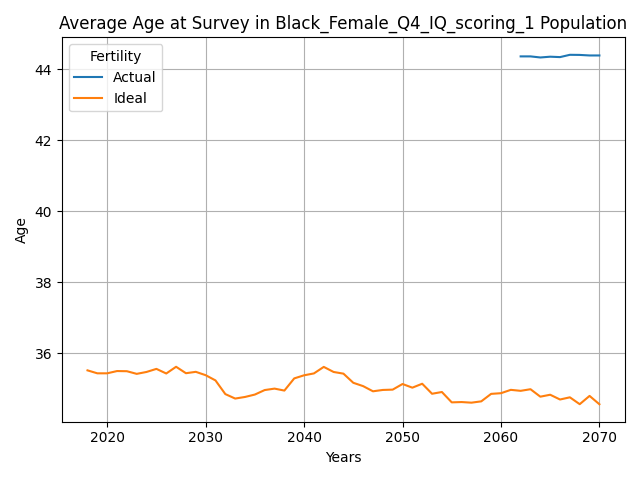 Average Age at Survey in Black_Female_Q4_IQ_scoring_1 Population
Fertility
Actual
Ideal
44
42
40
38
36
Age
2020 2030 2040 2050 2060 2070
Years